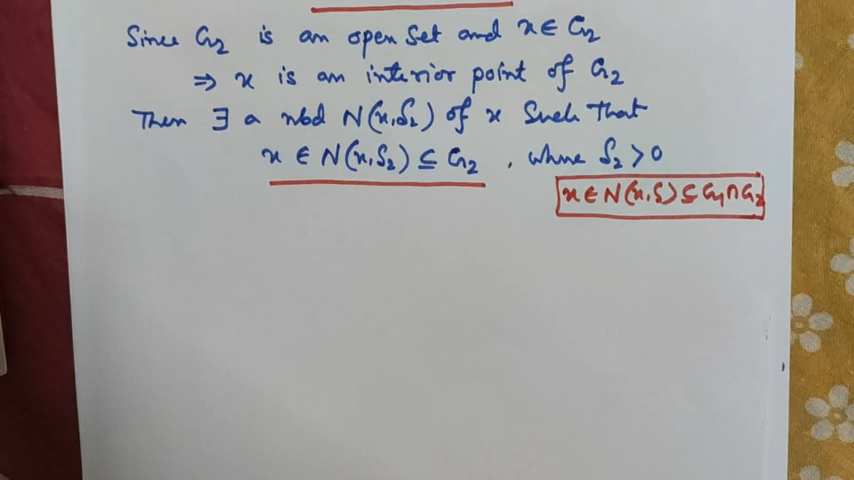 Since G₂ is an open set and x ∈ G₂
⇒ x is an interior point of G₂
Then ∃ a nbd N(x,δ₂) of x such that
x ∈ N(x,δ₂) ⊆ G₂ , where δ₂ > 0
x ∈ N(x,δ) ⊆ G₁ ∩ G₂